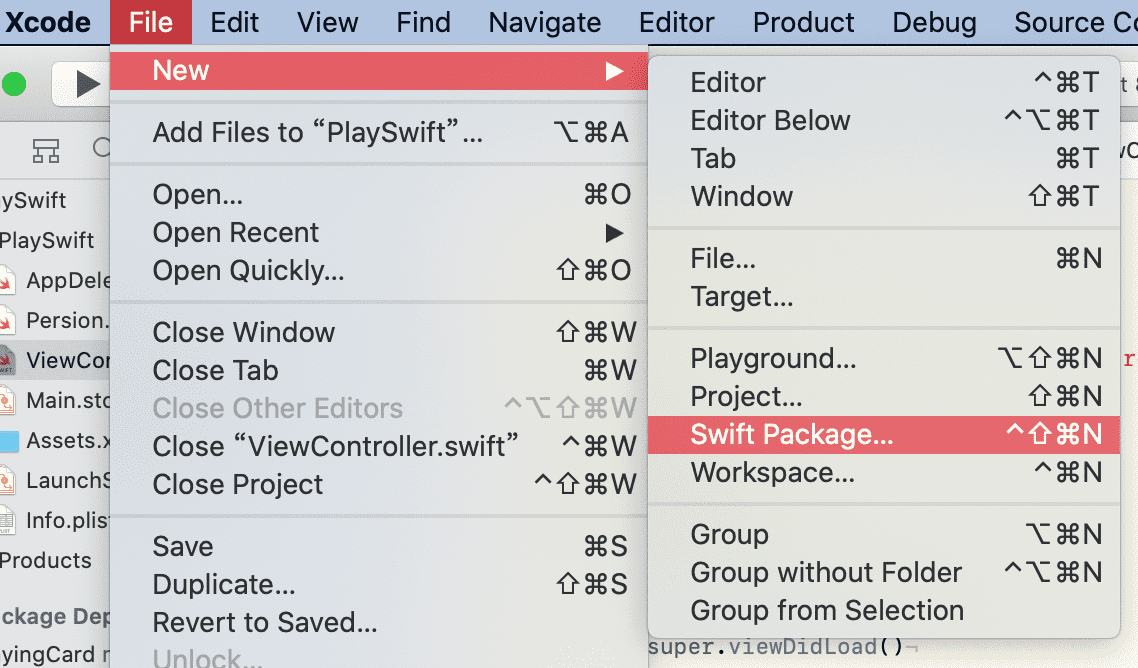 Xcode File Edit View Find Navigate Editor Product Debug Source
New ▶
Add Files to “PlaySwift”... ⌥⌘A
Open... ⌘O
Open Recent ▶
Open Quickly... ⇧⌘O
Close Window ⇧⌘W
Close Tab ⌘W
Close Other Editors ^⌥⇧⌘W
Close “ViewController.swift” ^⌘W
Close Project ^⇧⌘W
Save ⌘S
Duplicate... ⇧⌘S
Revert to Saved...
Unlock...
Editor ^⌘T
Editor Below ^⌥⌘T
Tab ⌘T
Window ⇧⌘T
File... ⌘N
Target...
Playground... ⌥⇧⌘N
Project... ⇧⌘N
Swift Package... ^⇧⌘N
Workspace... ^⌘N
Group ⌥⌘N
Group without Folder ^⌥⌘N
Group from Selection
ySwift
PlaySwift
AppDele
Persion.
ViewCon
Main.sto
Assets.x
LaunchS
Info.plist
Products
ckage Dep
yingCard
super.viewDidLoad()¬